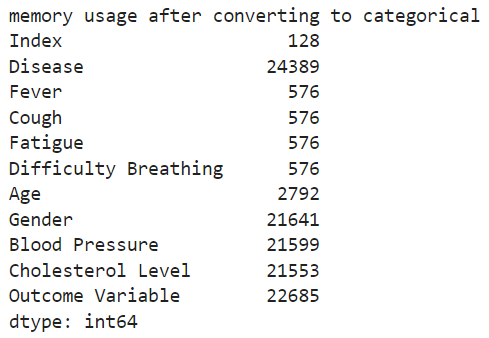 memory usage after converting to categorical
Index 128
Disease 24389
Fever 576
Cough 576
Fatigue 576
Difficulty Breathing 576
Age 2792
Gender 21641
Blood Pressure 21599
Cholesterol Level 21553
Outcome Variable 22685
dtype: int64